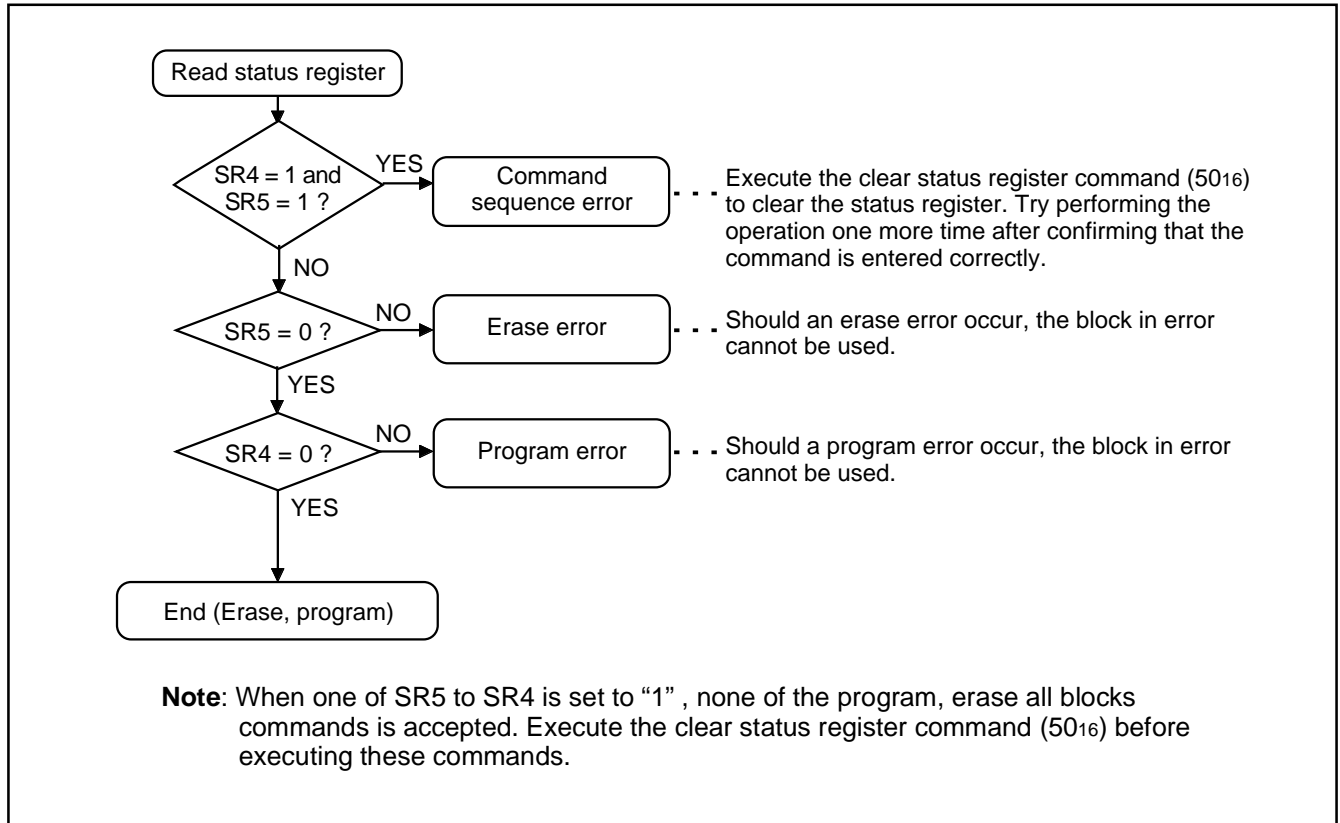 Read status register
SR4 = 1 and
SR5 = 1 ?
YES
Command
sequence error
Execute the clear status register command (5016)
to clear the status register. Try performing the
operation one more time after confirming that the
command is entered correctly.
NO
SR5 = 0 ?
NO
Erase error
Should an erase error occur, the block in error
cannot be used.
YES
SR4 = 0 ?
NO
Program error
Should a program error occur, the block in error
cannot be used.
YES
End (Erase, program)
Note: When one of SR5 to SR4 is set to “1” , none of the program, erase all blocks
commands is accepted. Execute the clear status register command (5016) before
executing these commands.